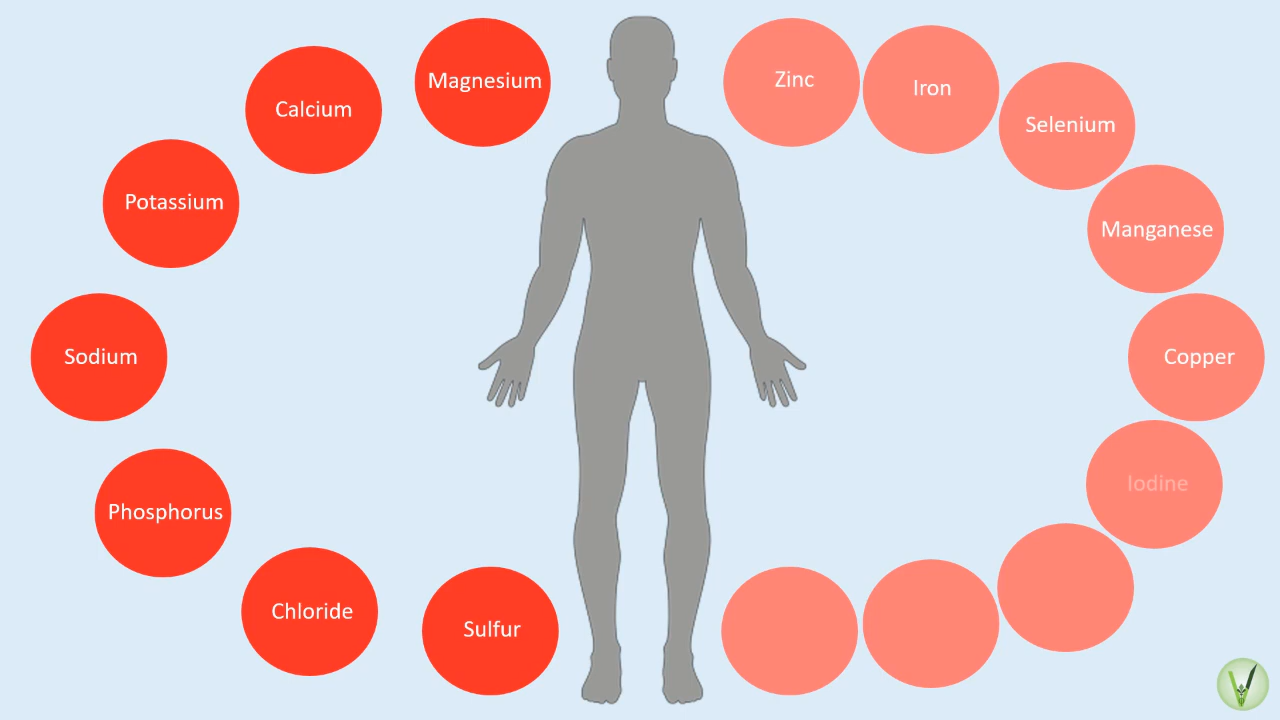 Magnesium
Calcium
Potassium
Sodium
Phosphorus
Chloride
Sulfur
Zinc
Iron
Selenium
Manganese
Copper
Iodine